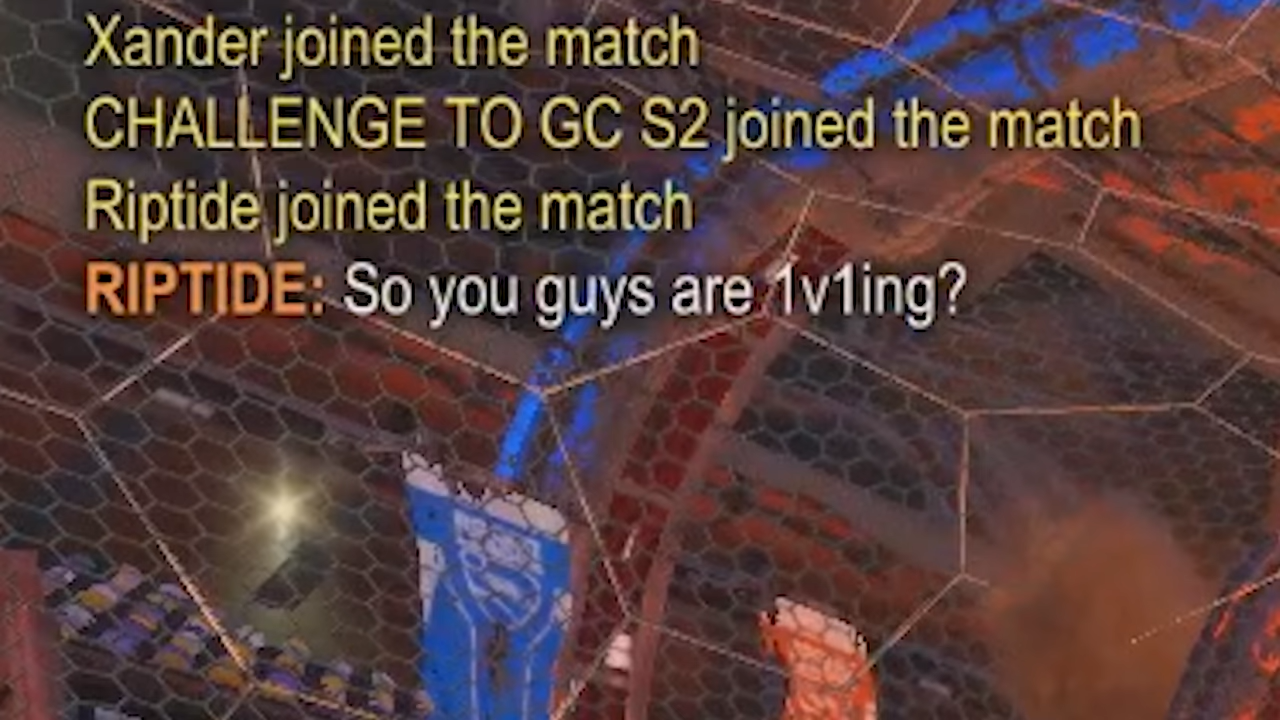 Xander joined the match
CHALLENGE TO GC S2 joined the match
Riptide joined the match
RIPTIDE: So you guys are 1v1ing?